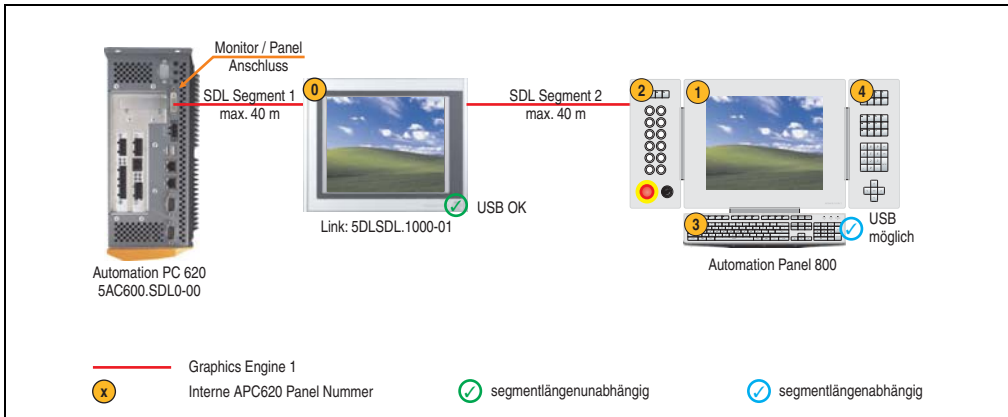 Monitor / Panel
Anschluss
SDL Segment 1
max. 40 m
SDL Segment 2
max. 40 m
0
2
1
4
3
USB OK
Link: 5DLSDL.1000-01
USB
möglich
Automation Panel 800
Automation PC 620
5AC600.SDL0-00
Graphics Engine 1
x
Interne APC620 Panel Nummer
segmentlängenunabhängig
segmentlängenabhängig